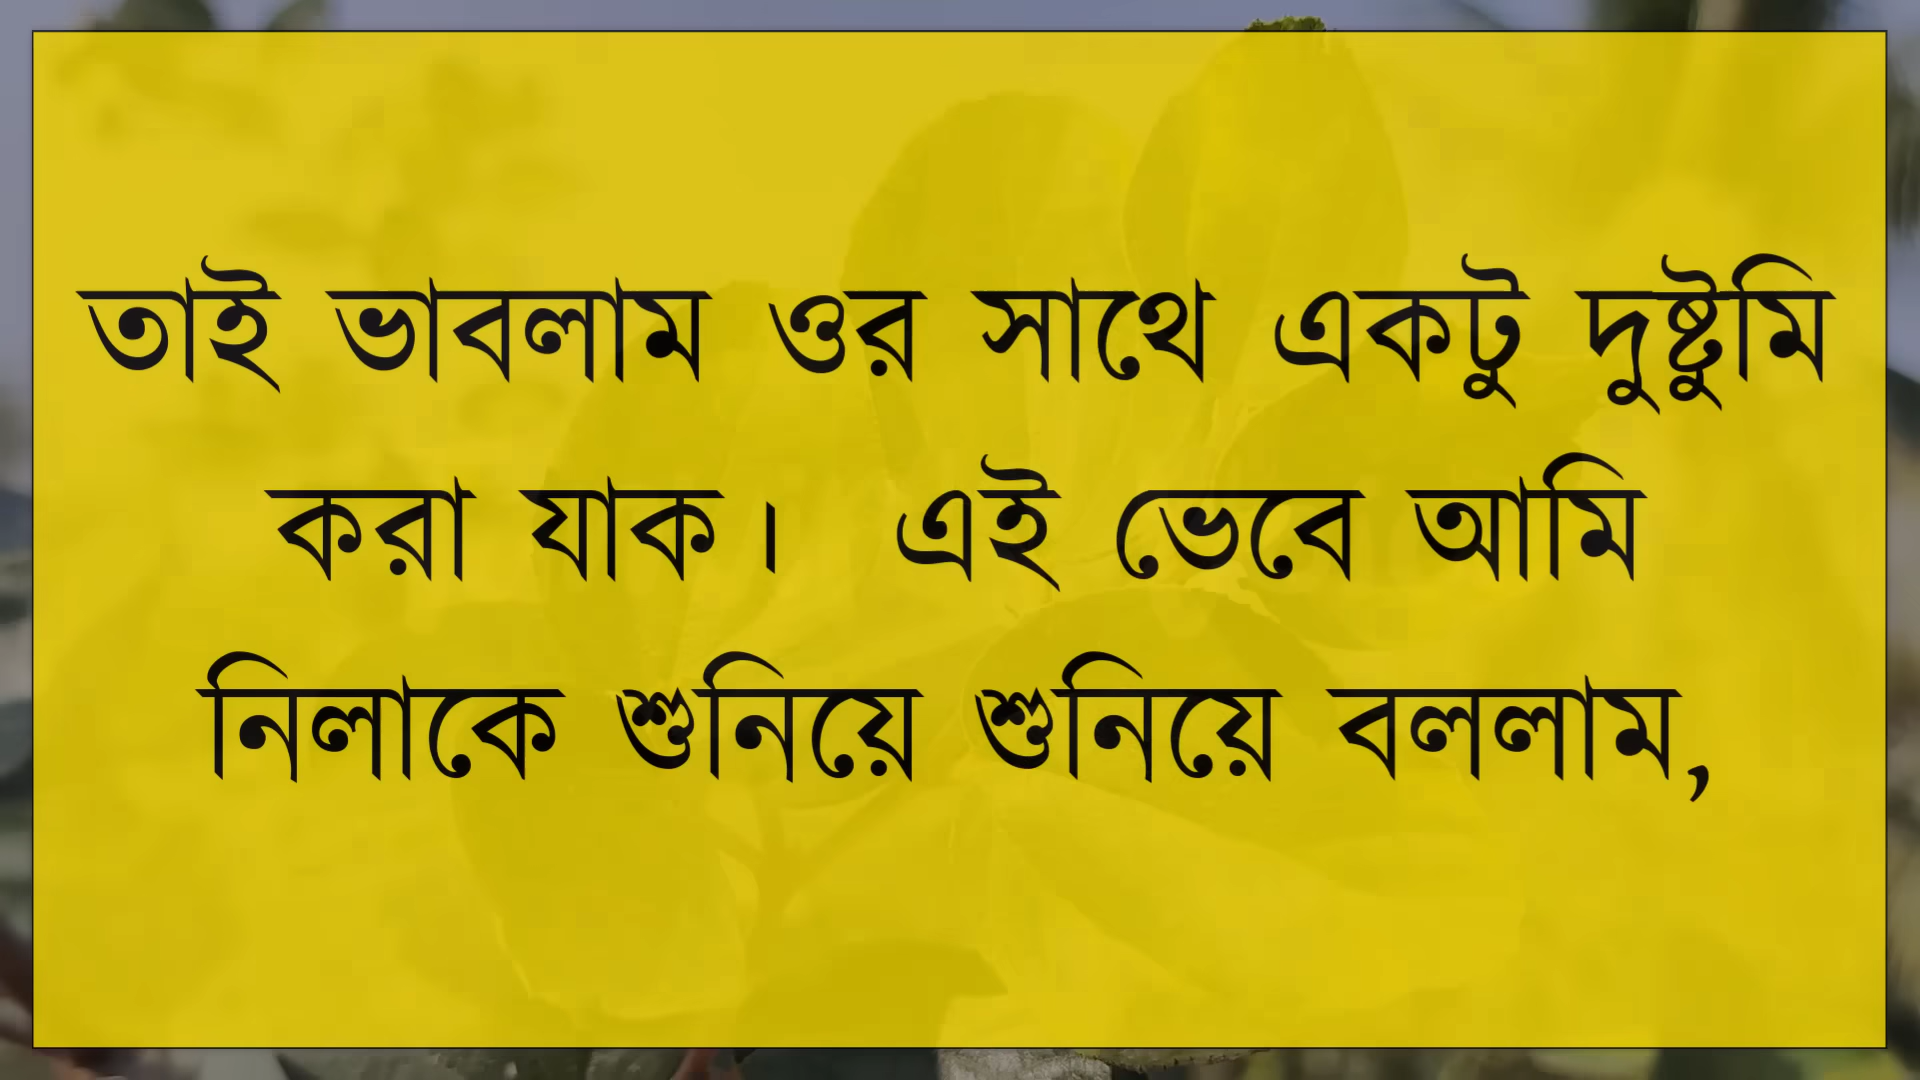 তাই ভাবলাম ওর সাথে একটু দুষ্টুমি
করা যাক।  এই ভেবে আমি
নিলাকে শুনিয়ে শুনিয়ে বললাম,